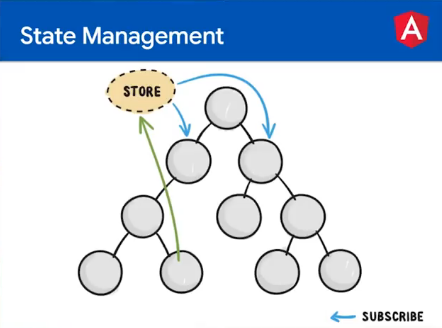 State Management
A
STORE
SUBSCRIBE